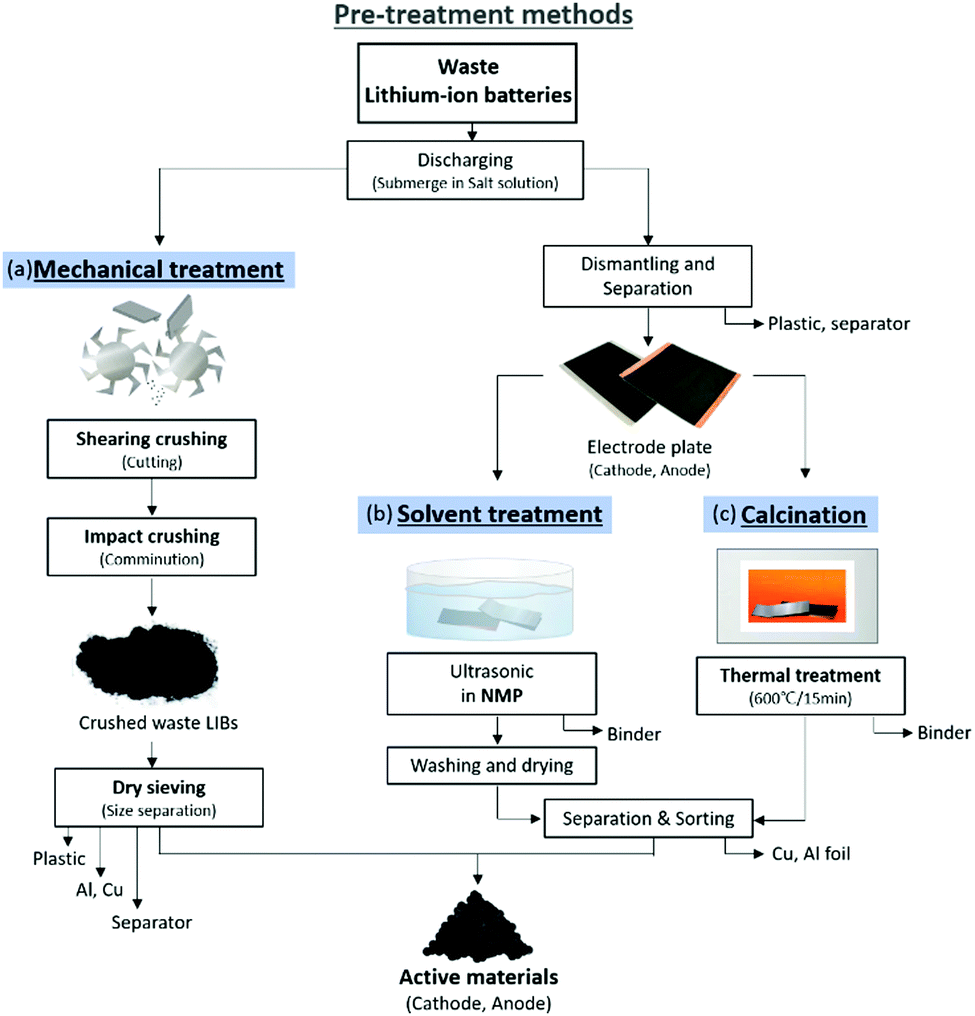 Pre-treatment methods
Waste
Lithium-ion batteries
Discharging
(Submerge in Salt solution)
(a) Mechanical treatment
Shearing crushing
(Cutting)
Impact crushing
(Comminution)
Crushed waste LIBs
Dry sieving
(Size separation)
Plastic
Al, Cu
Separator
Dismantling and
Separation
Plastic, separator
Electrode plate
(Cathode, Anode)
(b) Solvent treatment
Ultrasonic
in NMP
Binder
Washing and drying
(c) Calcination
Thermal treatment
(600℃/15min)
Binder
Separation & Sorting
Cu, Al foil
Active materials
(Cathode, Anode)